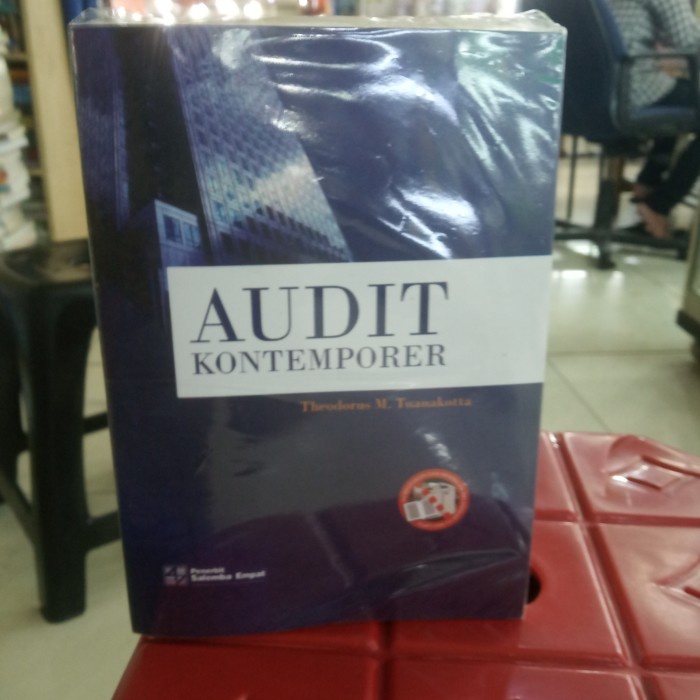 AUDIT
KONTEMPORER
Theodorus M. Tuanakotta
Penerbit
Salemba Empat